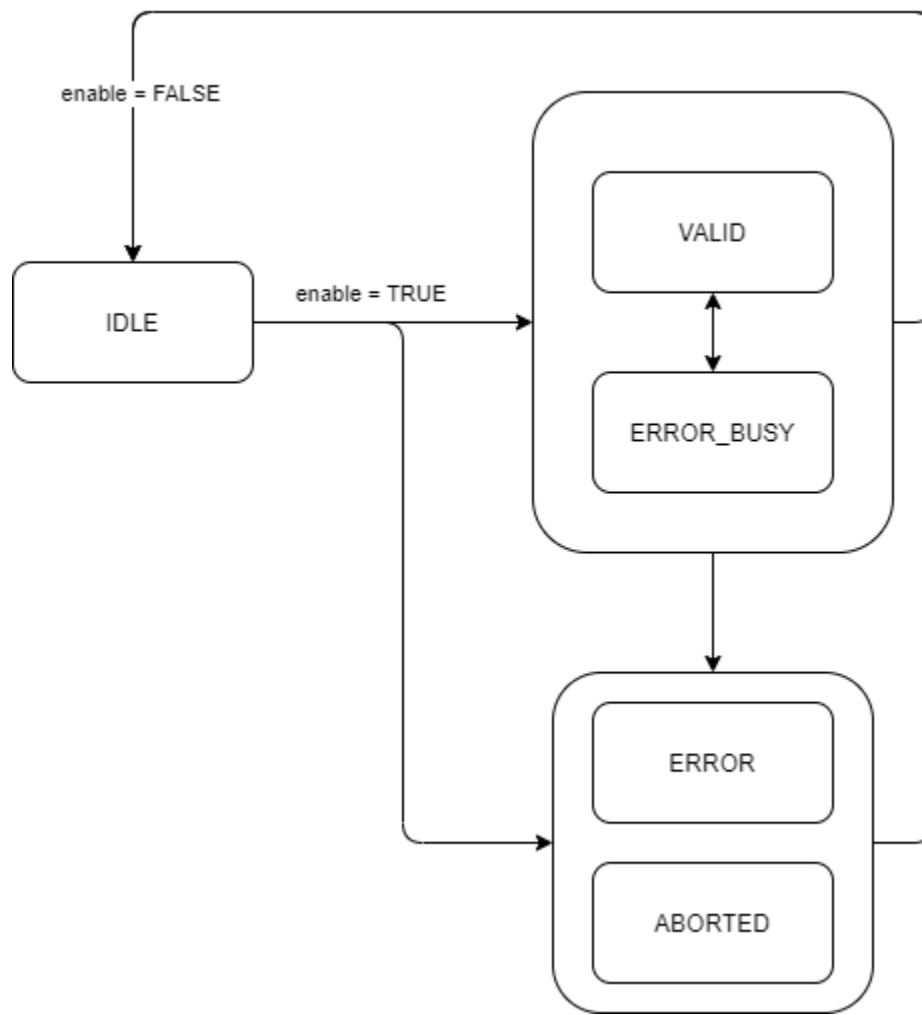 enable = FALSE
VALID
enable = TRUE
IDLE
ERROR_BUSY
ERROR
ABORTED